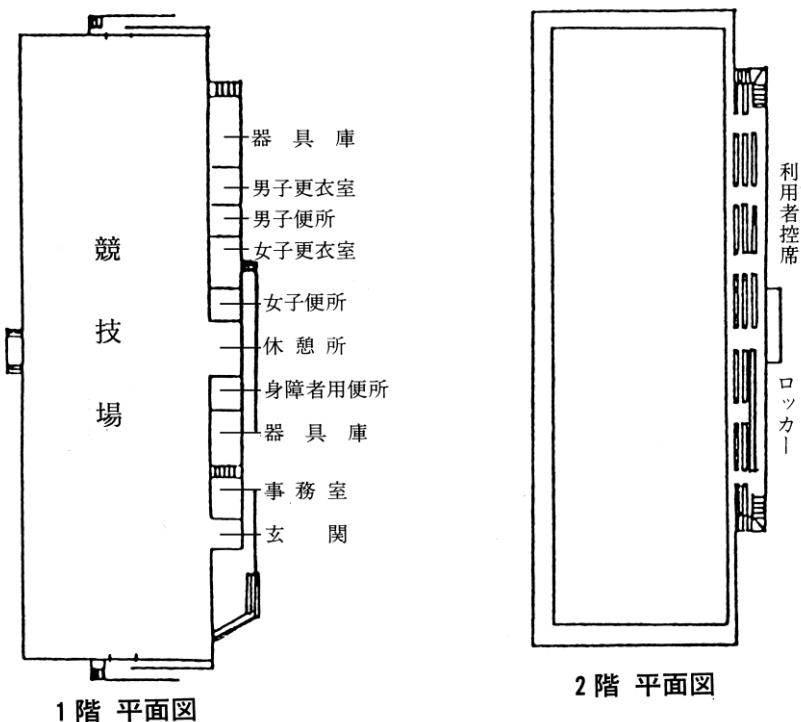 競技場
器具庫
男子更衣室
男子便所
女子更衣室
女子便所
休憩所
身障者用便所
器具庫
事務室
玄関
1階 平面図
利用者控席
ロッカー
2階 平面図